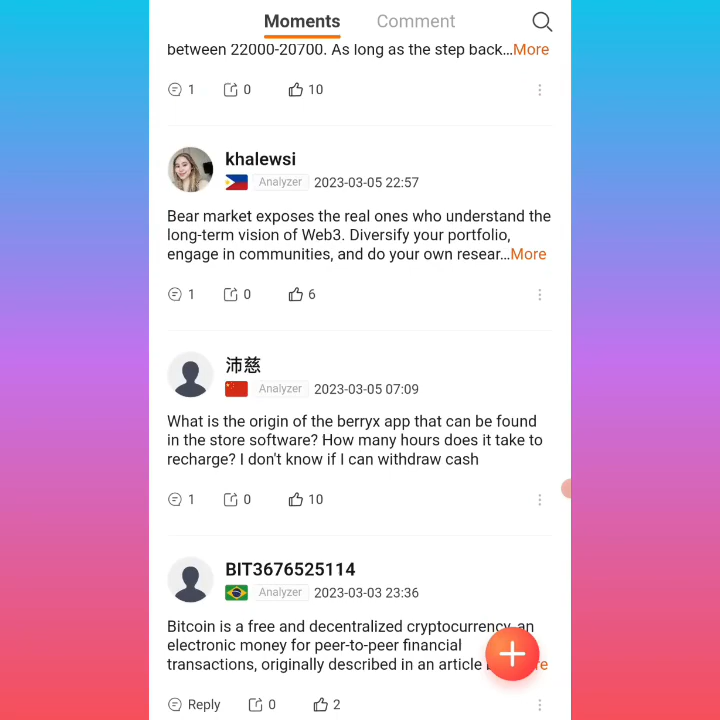 Moments Comment
between 22000-20700. As long as the step back...More
1 0 10
khalewsi
Analyzer 2023-03-05 22:57
Bear market exposes the real ones who understand the
long-term vision of Web3. Diversify your portfolio,
engage in communities, and do your own resear...More
1 0 6
沛慈
Analyzer 2023-03-05 07:09
What is the origin of the berryx app that can be found
in the store software? How many hours does it take to
recharge? I don't know if I can withdraw cash
1 0 10
BIT3676525114
Analyzer 2023-03-03 23:36
Bitcoin is a free and decentralized cryptocurrency, an
electronic money for peer-to-peer financial
transactions, originally described in an article
Reply 0 2